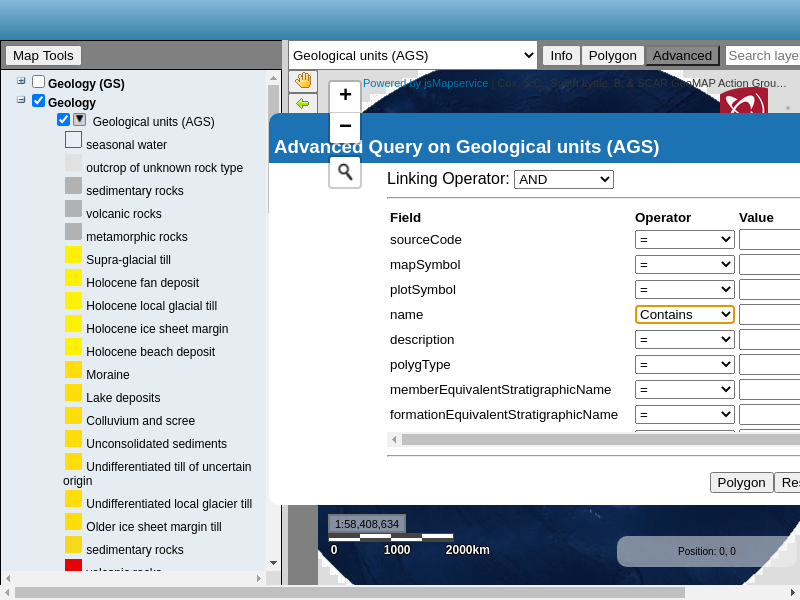 Map Tools
Geological units (AGS)
Info
Polygon
Advanced
Search laye
Geology (GS)
Geology
Geological units (AGS)
seasonal water
outcrop of unknown rock type
sedimentary rocks
volcanic rocks
metamorphic rocks
Supra-glacial till
Holocene fan deposit
Holocene local glacial till
Holocene ice sheet margin
Holocene beach deposit
Moraine
Lake deposits
Colluvium and scree
Unconsolidated sediments
Undifferentiated till of uncertain
origin
Undifferentiated local glacier till
Older ice sheet margin till
sedimentary rocks
volcanic rocks
+
−
Powered by jsMapservice | Cox, S.C., Smith Lyttle, B. & SCAR GeoMAP Action Grou…
Advanced Query on Geological units (AGS)
Linking Operator: AND
Field Operator Value
sourceCode =
mapSymbol =
plotSymbol =
name Contains
description =
polygType =
memberEquivalentStratigraphicName =
formationEquivalentStratigraphicName =
Polygon
Res
1:58,408,634
0 1000 2000km
Position: 0, 0